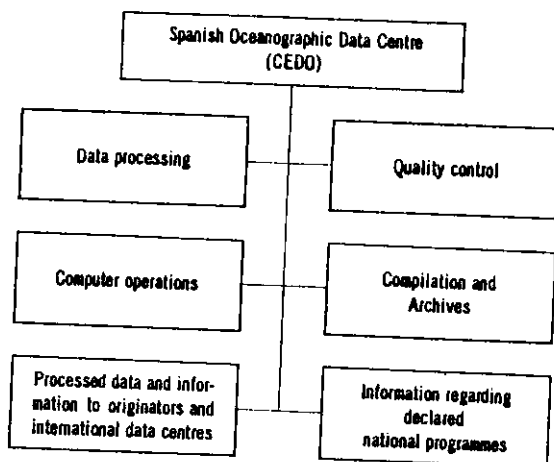 Spanish Oceanographic Data Centre
(CEDO)
Data processing
Quality control
Computer operations
Compilation and
Archives
Processed data and infor-
mation to originators and
international data centres
Information regarding
declared
national programmes